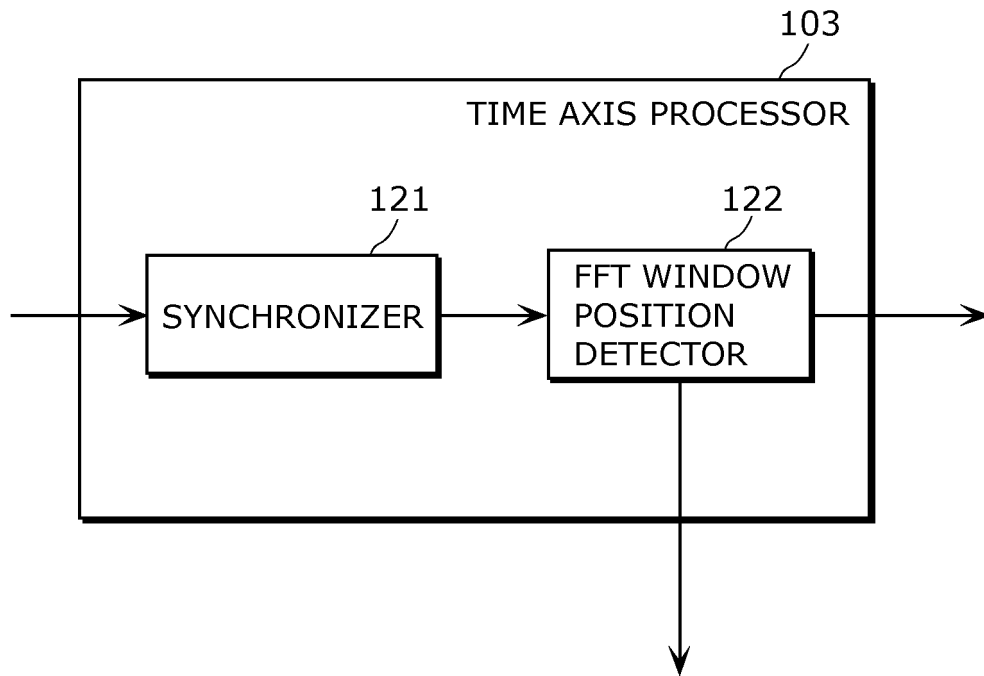 103
TIME AXIS PROCESSOR
121
122
SYNCHRONIZER
FFT WINDOW
POSITION
DETECTOR